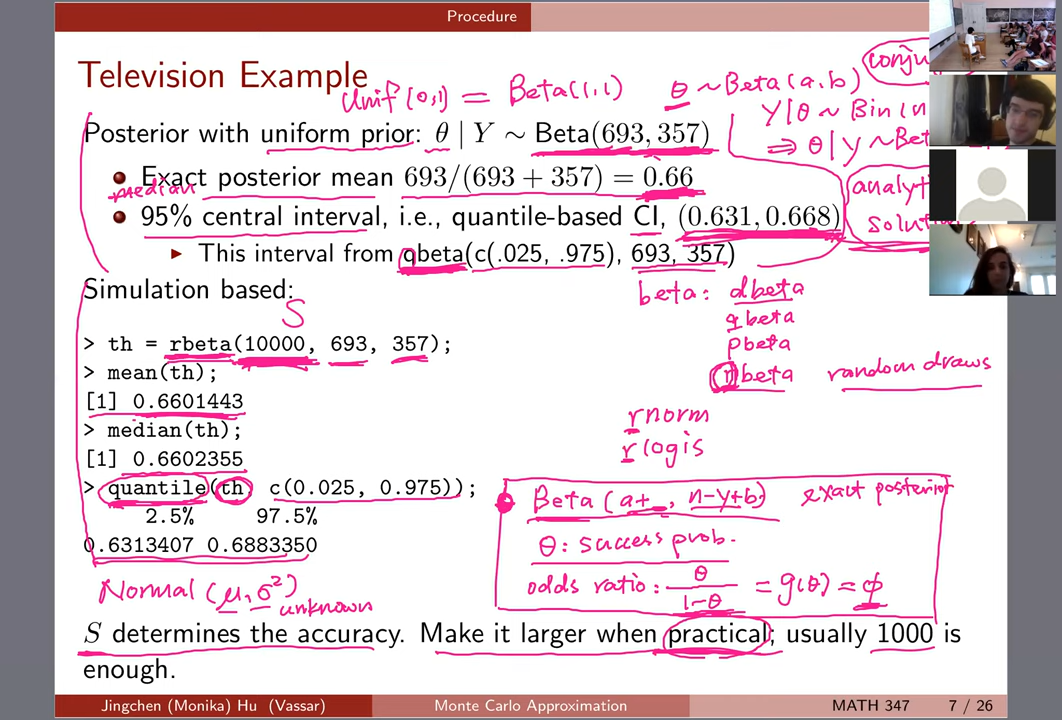 Procedure
Television Example
Unif(0,1) = Beta(1,1)
θ ~ Beta(a,b)
conju
Y|θ ~ Bin(n
⇒ θ|Y ~ Bet
Posterior with uniform prior: θ | Y ∼ Beta(693, 357)
• Exact posterior mean 693/(693 + 357) = 0.66
median
• 95% central interval, i.e., quantile-based CI, (0.631, 0.668)
analyt
solut
▶ This interval from qbeta(c(.025, .975), 693, 357)
Simulation based:
beta: dbeta
qbeta
pbeta
rbeta random draws
rnorm
rlogis
S
> th = rbeta(10000, 693, 357);
> mean(th);
[1] 0.6601443
> median(th);
[1] 0.6602355
> quantile(th, c(0.025, 0.975));
2.5% 97.5%
0.6313407 0.6883350
Beta(a+_, n-y+b) exact posterior
θ: success prob.
odds ratio: θ/(1-θ) = g(θ) = ϕ
Normal(μ, σ²)
unknown
S determines the accuracy. Make it larger when practical; usually 1000 is
enough.
Jingchen (Monika) Hu (Vassar) Monte Carlo Approximation MATH 347 7 / 26